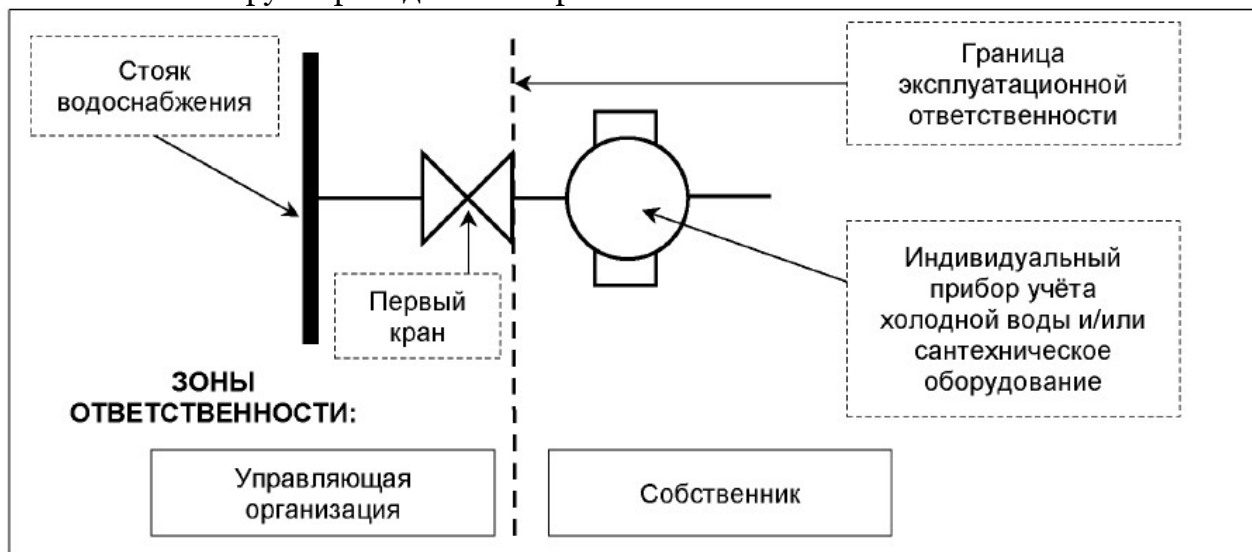 Стояк
водоснабжения
Граница
эксплуатационной
ответственности
Первый
кран
Индивидуальный
прибор учёта
холодной воды и/или
сантехническое
оборудование
ЗОНЫ
ОТВЕТСТВЕННОСТИ:
Управляющая
организация
Собственник